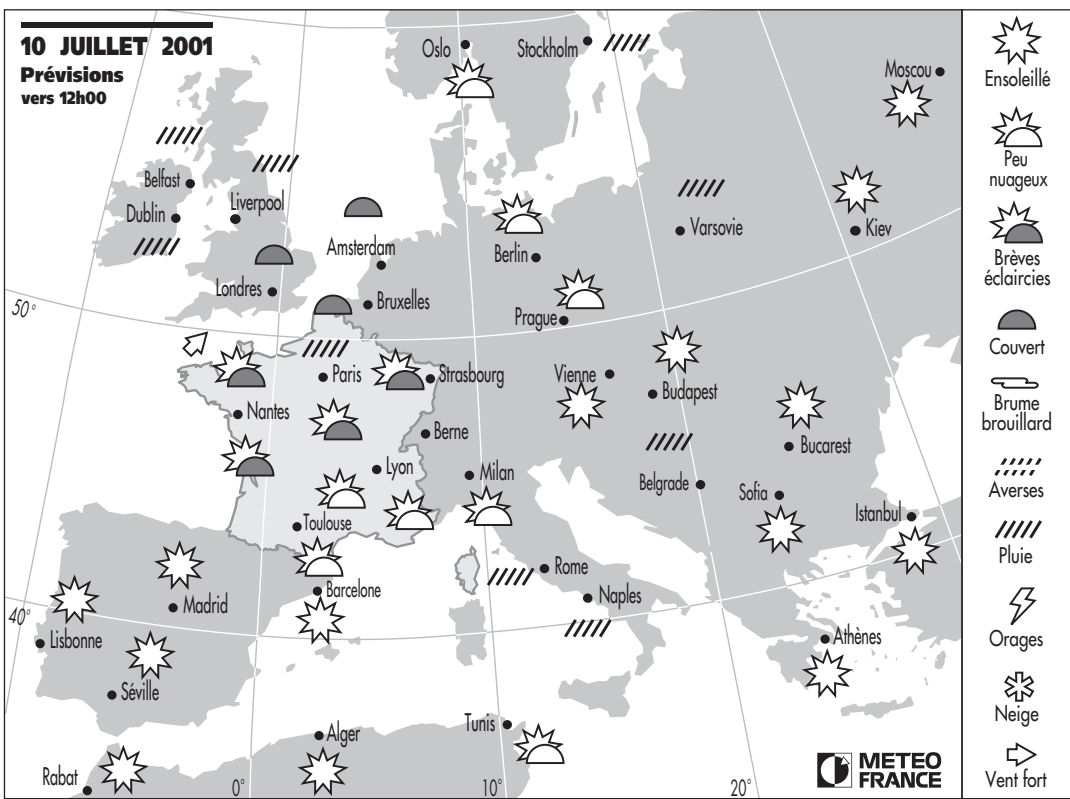 10 JUILLET 2001
Prévisions
vers 12h00
Oslo
Stockholm
Moscou
Belfast
Dublin
Liverpool
Amsterdam
Londres
Bruxelles
Berlin
Varsovie
Kiev
Prague
50°
Paris
Strasbourg
Vienne
Budapest
Nantes
Berne
Bucarest
Lyon
Milan
Belgrade
Sofia
Istanbul
Toulouse
Rome
Barcelone
Naples
Madrid
40°
Lisbonne
Athènes
Séville
Alger
Tunis
Rabat
0°
10°
20°
METEO
FRANCE
Ensoleillé
Peu
nuageux
Brèves
éclaircies
Couvert
Brume
brouillard
Averses
Pluie
Orages
Neige
Vent fort